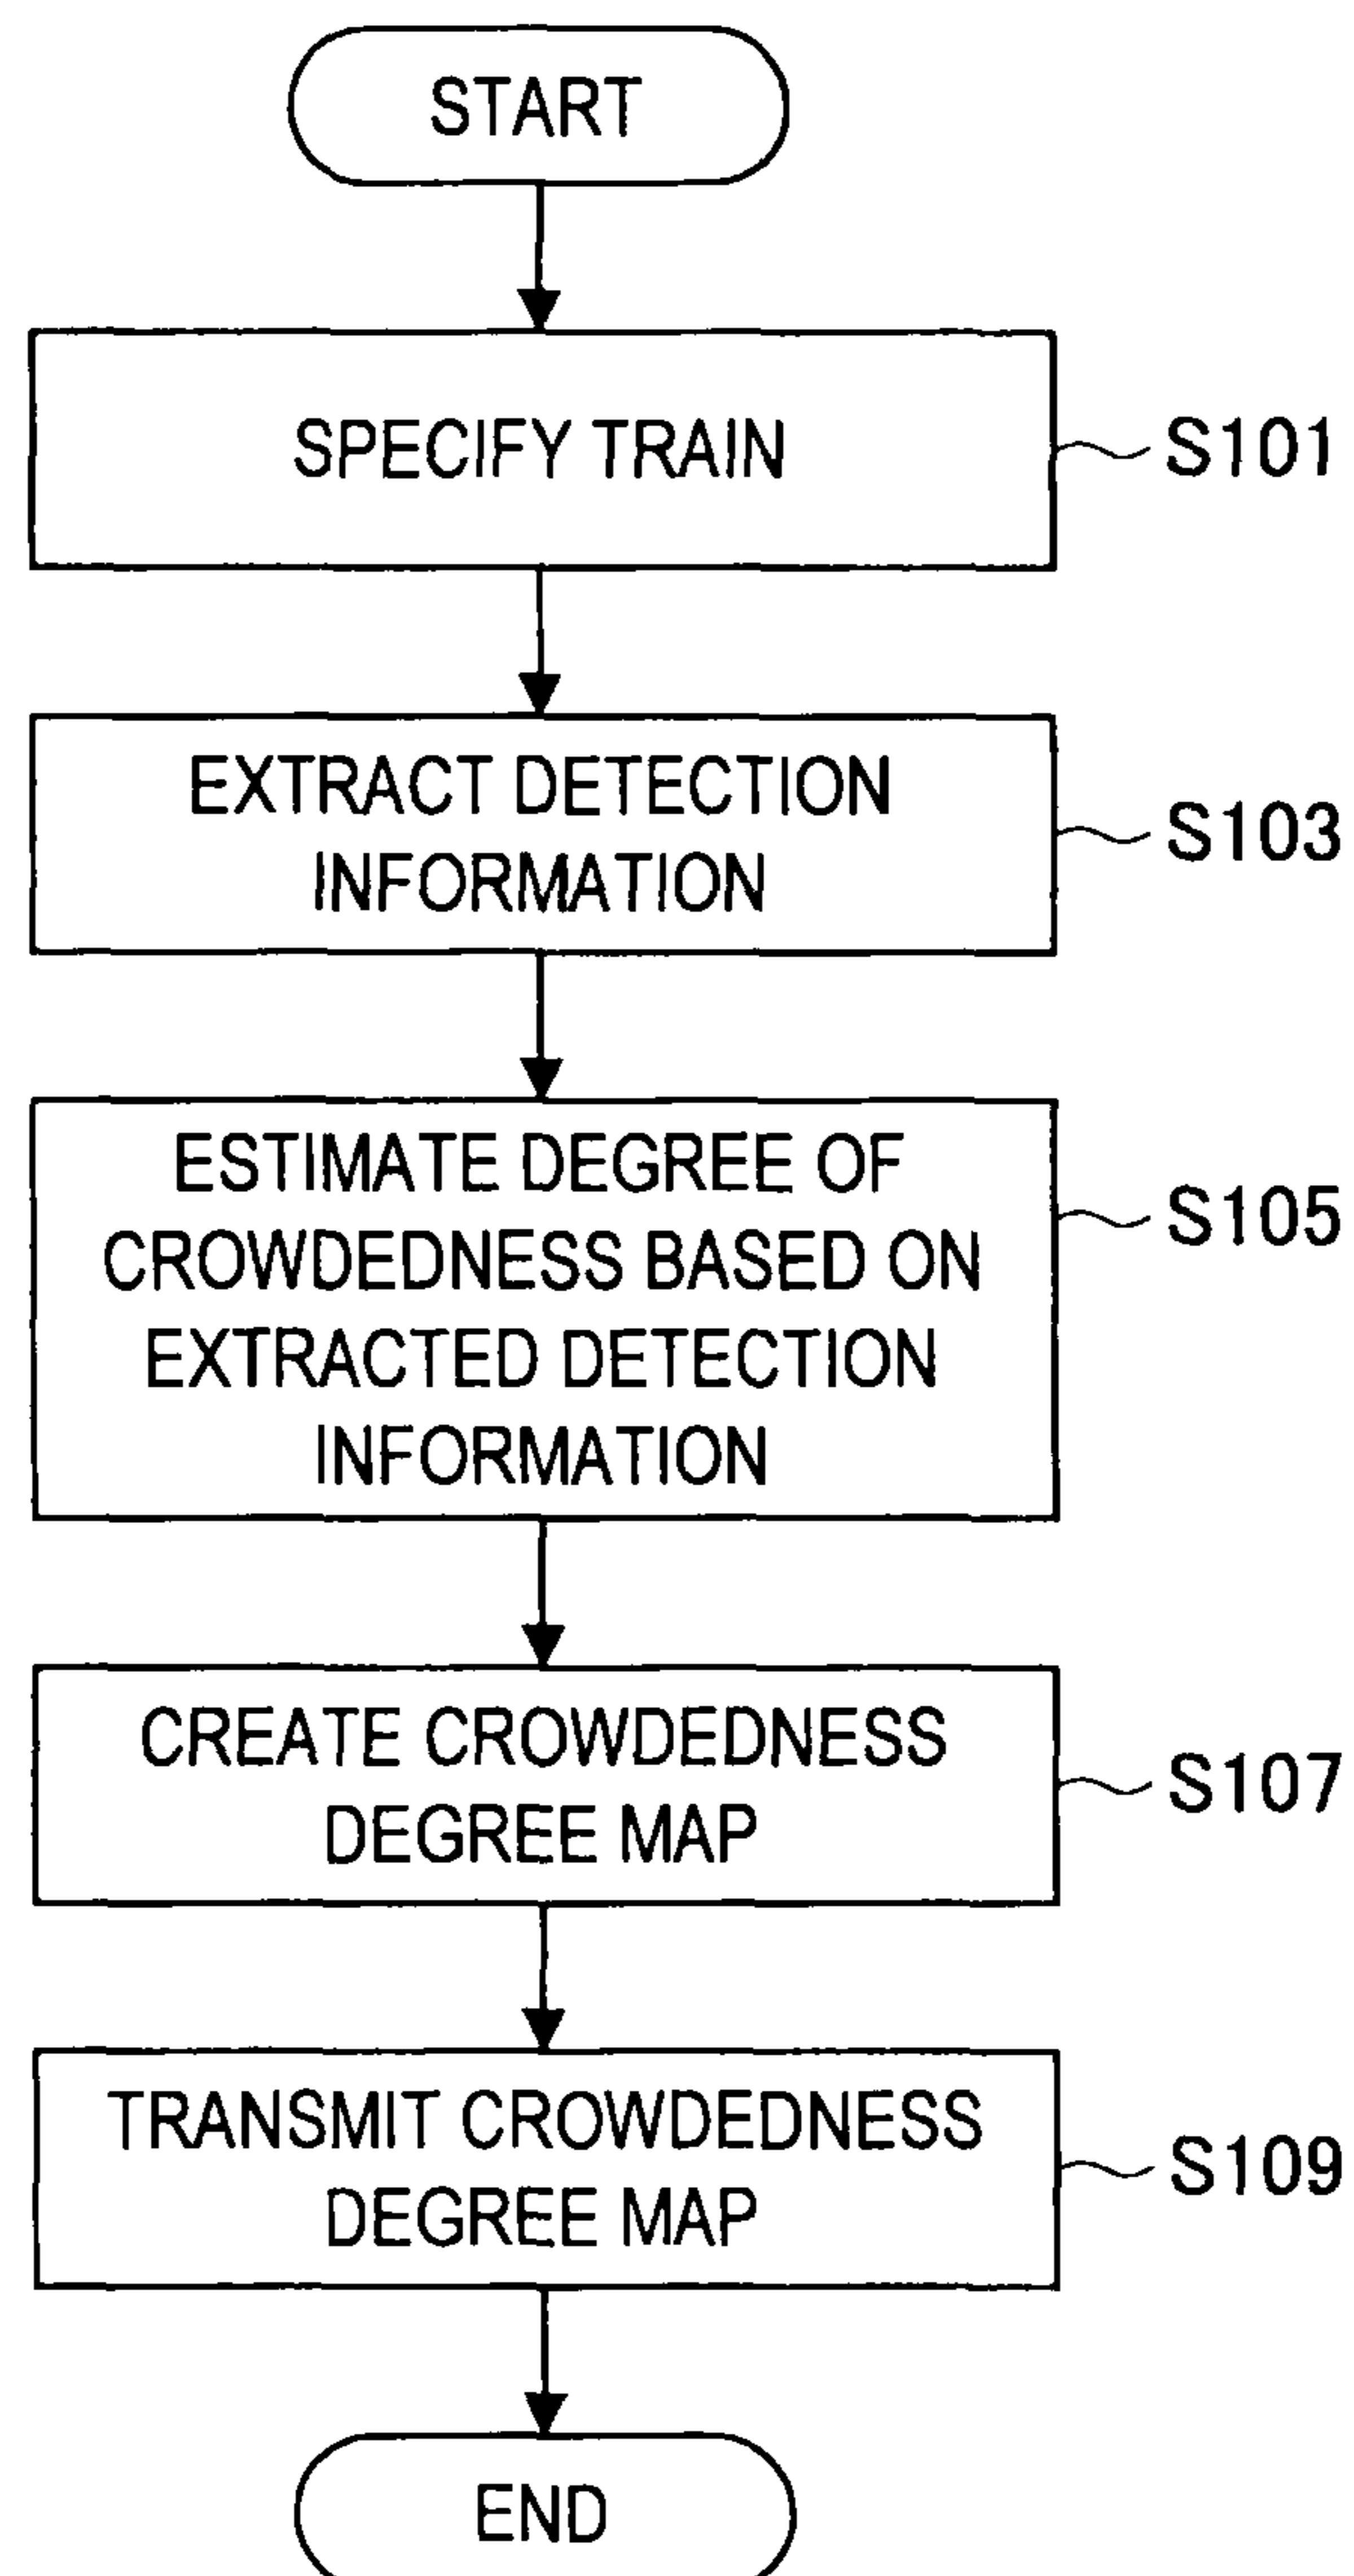 START
SPECIFY TRAIN
S101
EXTRACT DETECTION
INFORMATION
S103
ESTIMATE DEGREE OF
CROWDEDNESS BASED ON
EXTRACTED DETECTION
INFORMATION
S105
CREATE CROWDEDNESS
DEGREE MAP
S107
TRANSMIT CROWDEDNESS
DEGREE MAP
S109
END